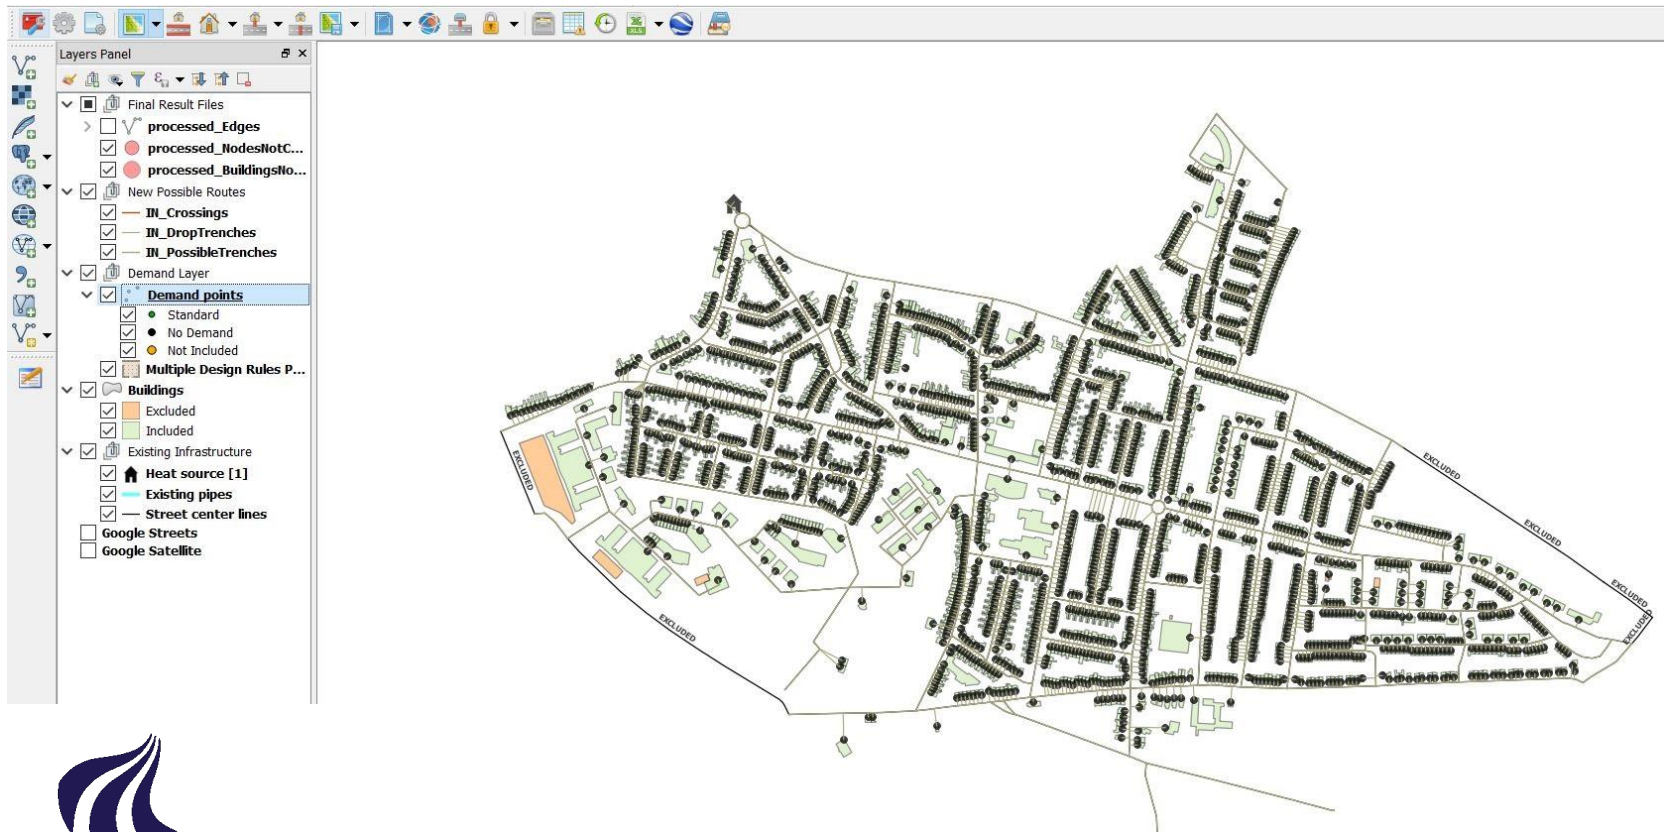 Layers Panel
Final Result Files
processed_Edges
processed_NodesNotC...
processed_BuildingsNo...
New Possible Routes
IN_Crossings
IN_DropTrenches
IN_PossibleTrenches
Demand Layer
Demand points
Standard
No Demand
Not Included
Multiple Design Rules P...
Buildings
Excluded
Included
Existing Infrastructure
Heat source [1]
Existing pipes
Street center lines
Google Streets
Google Satellite
XLS
EXCLUDED
EXCLUDED
EXCLUDED
EXCLUDED
EXCLUDED
EXCLUDED